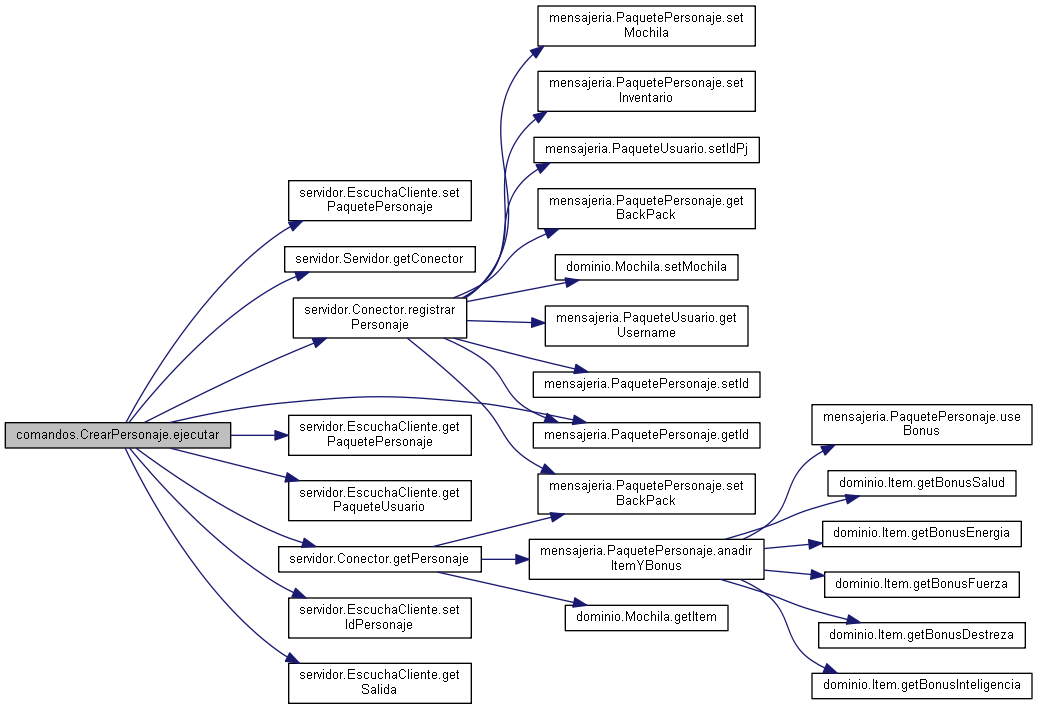 mensajeria.PaquetePersonaje.set
Mochila
mensajeria.PaquetePersonaje.set
Inventario
mensajeria.PaqueteUsuario.setIdPj
servidor.EscuchaCliente.set
PaquetePersonaje
mensajeria.PaquetePersonaje.get
BackPack
servidor.Servidor.getConector
dominio.Mochila.setMochila
servidor.Conector.registrar
Personaje
mensajeria.PaqueteUsuario.get
Username
mensajeria.PaquetePersonaje.setId
comandos.CrearPersonaje.ejecutar
servidor.EscuchaCliente.get
PaquetePersonaje
mensajeria.PaquetePersonaje.getId
mensajeria.PaquetePersonaje.use
Bonus
servidor.EscuchaCliente.get
PaqueteUsuario
mensajeria.PaquetePersonaje.set
BackPack
dominio.Item.getBonusSalud
dominio.Item.getBonusEnergia
servidor.Conector.getPersonaje
mensajeria.PaquetePersonaje.anadir
ItemYBonus
dominio.Item.getBonusFuerza
servidor.EscuchaCliente.set
IdPersonaje
dominio.Mochila.getItem
dominio.Item.getBonusDestreza
servidor.EscuchaCliente.get
Salida
dominio.Item.getBonusInteligencia